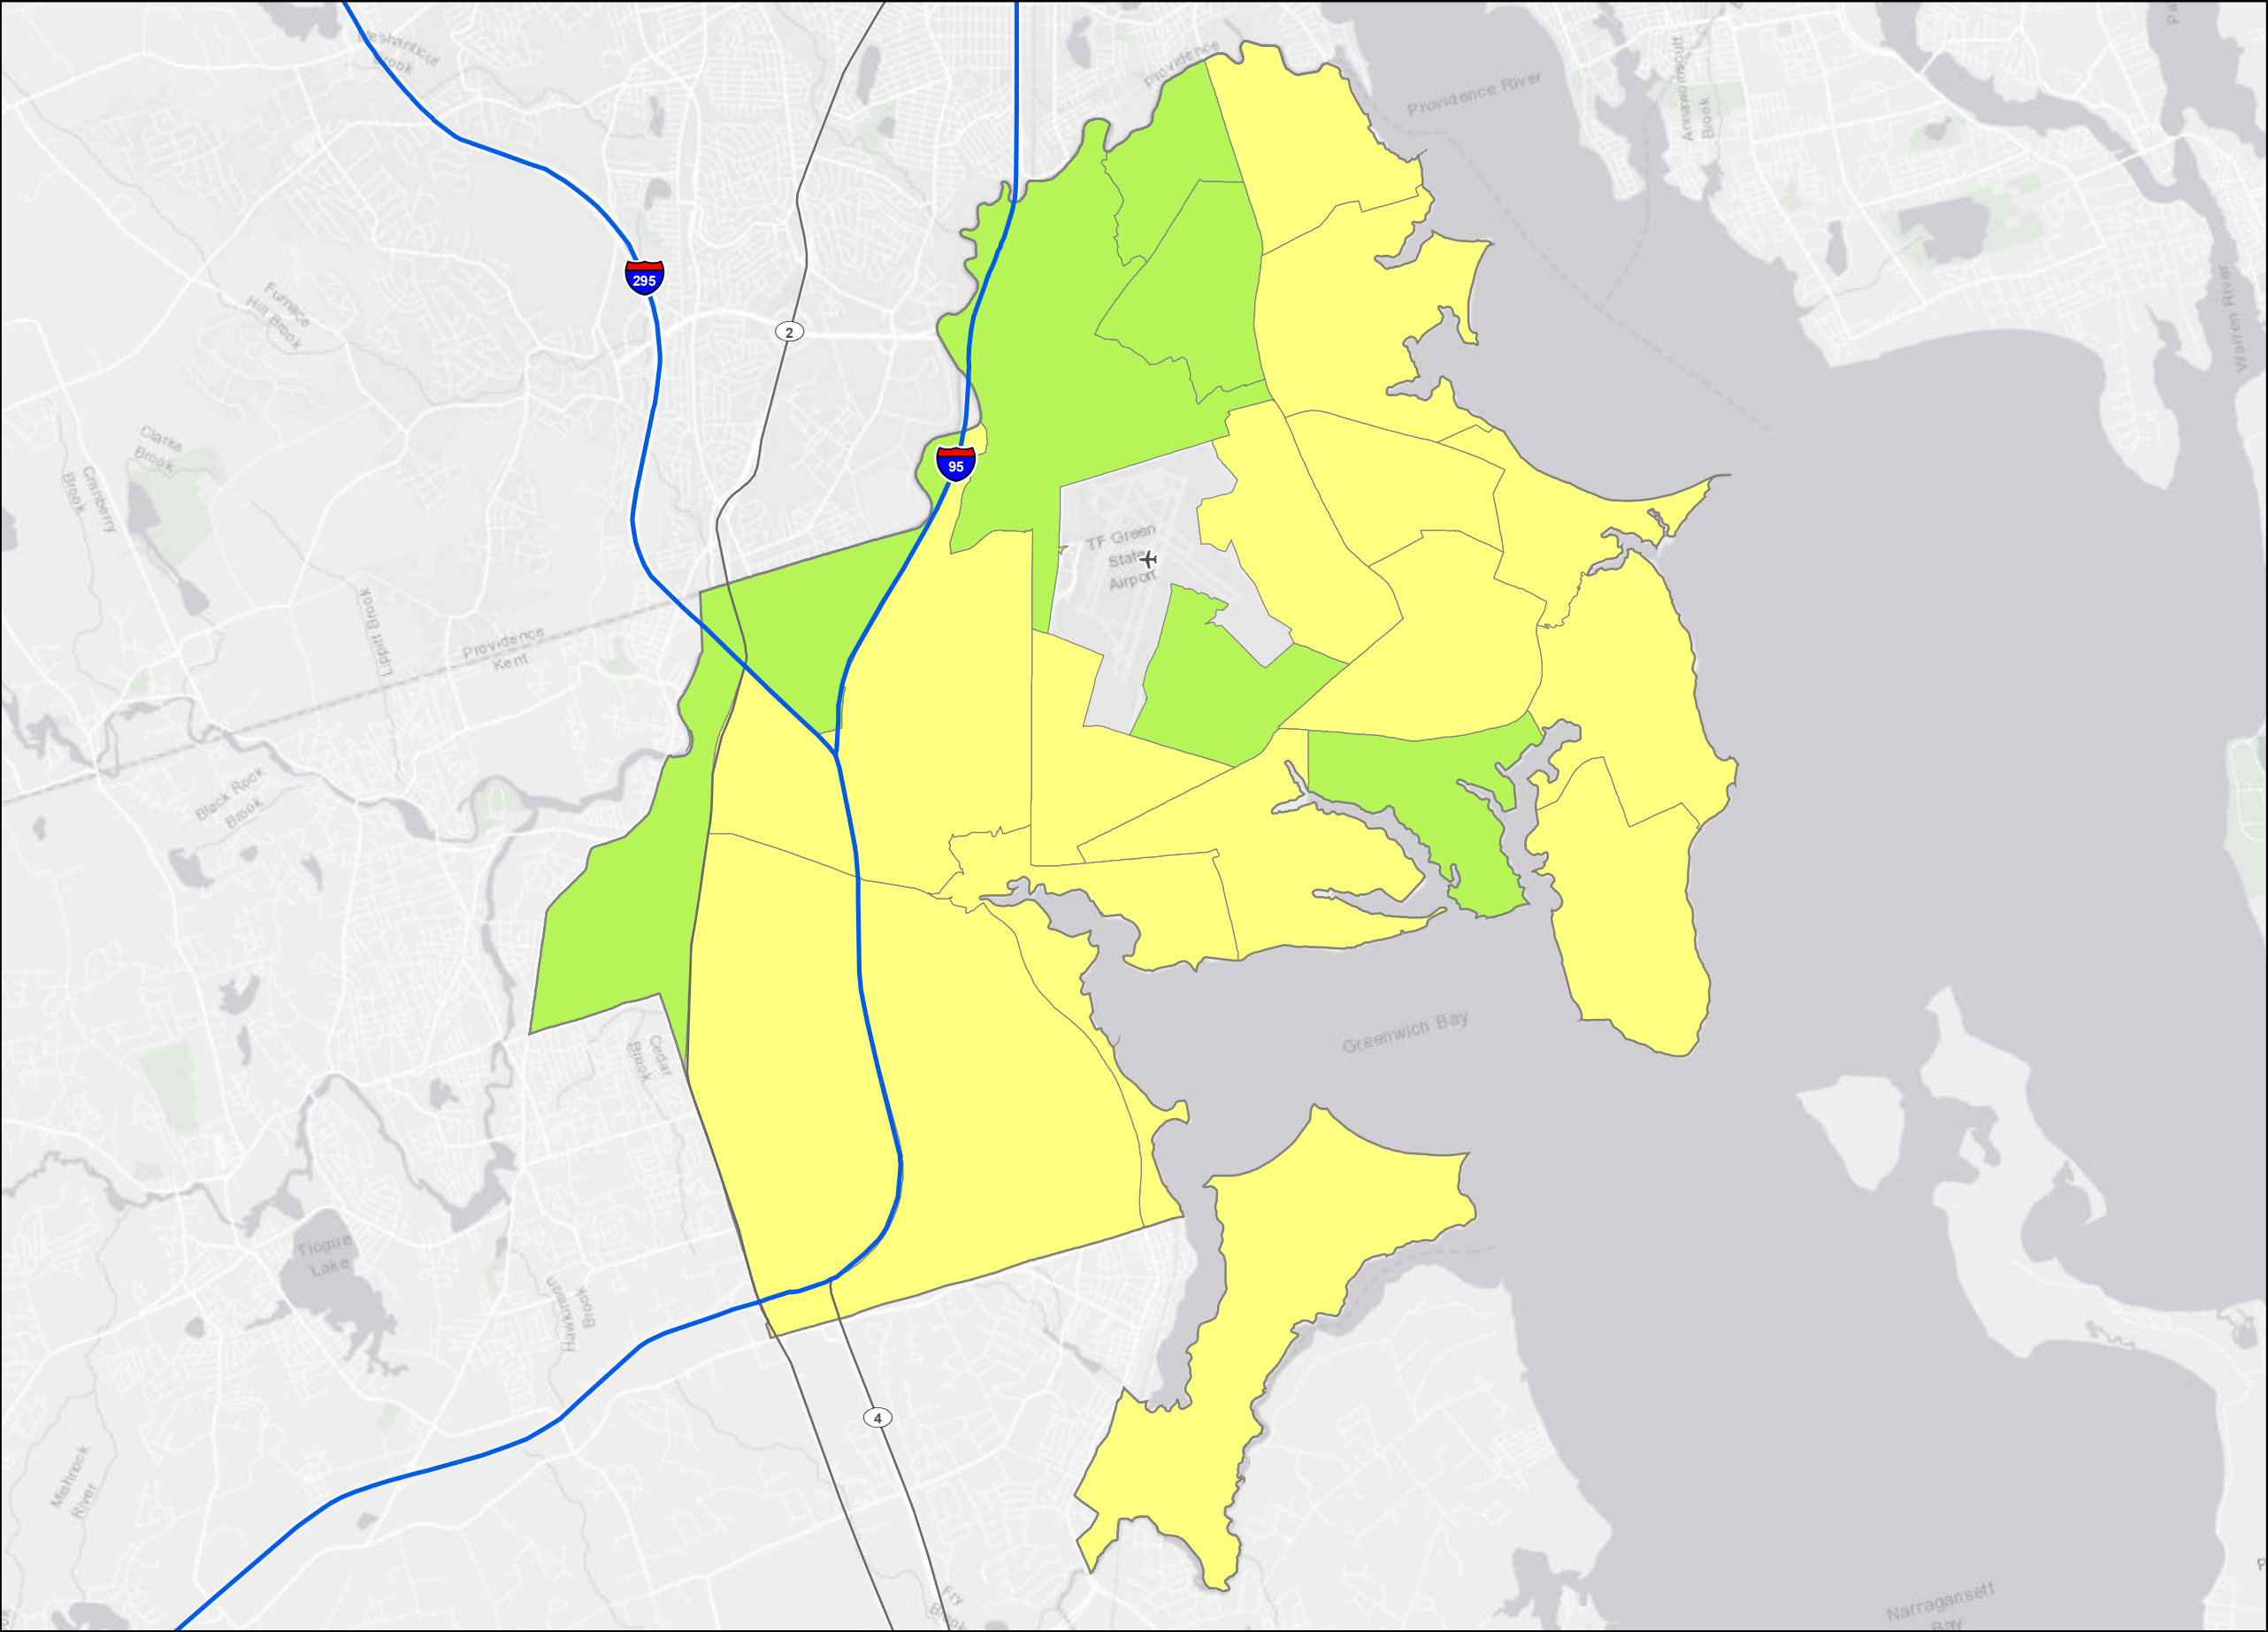 Meshanticut
Brook
Providence
Providence River
Annawomscutt
Brook
295
Furnace
Hill Brook
2
Warren River
Clarke
Brook
Cranberry
Brook
95
TF Green
State
Airport
Lippitt Brook
Providence
Kent
Black Rock
Brook
Greenwich Bay
Cedar
Brook
Tiogue
Lake
Hawkinson
Brook
4
Mishnock
River
Fry
Brook
Narragansett
Bay